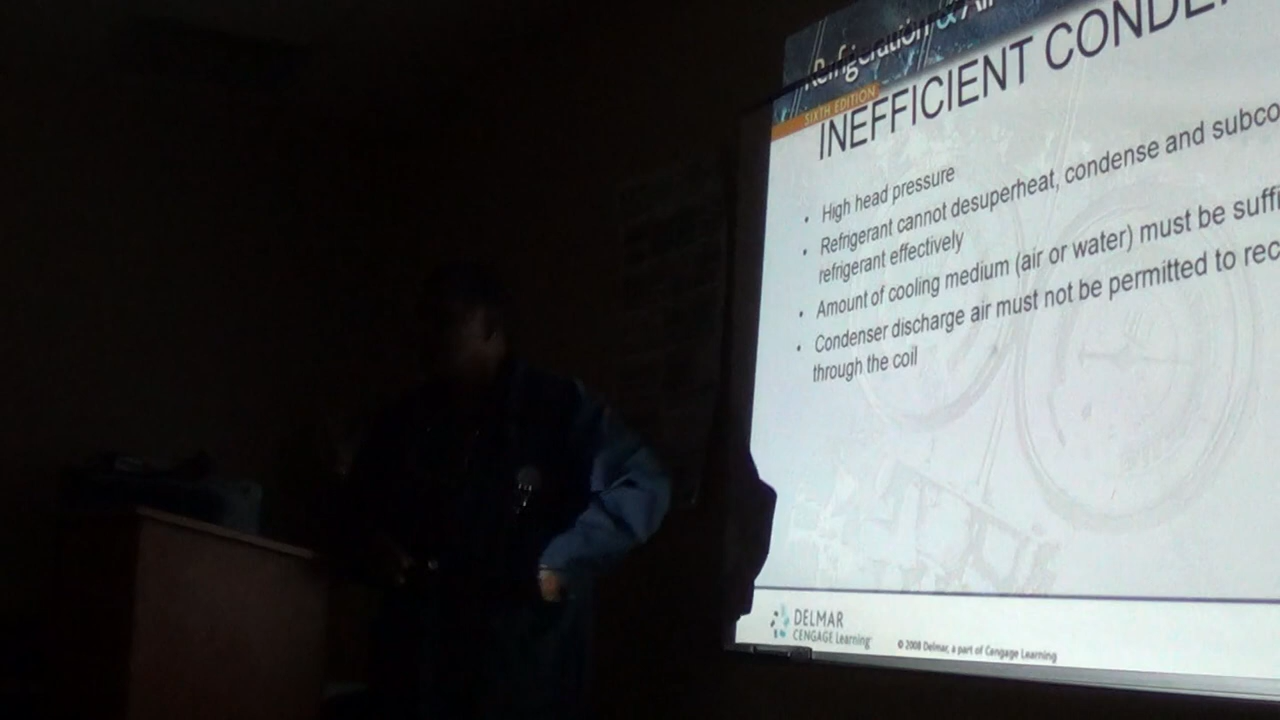 Refrigeration & Air
SIXTH EDITION
INEFFICIENT CONDE
• High head pressure
• Refrigerant cannot desuperheat, condense and subco
refrigerant effectively
• Amount of cooling medium (air or water) must be suffi
• Condenser discharge air must not be permitted to rec
through the coil
DELMAR
CENGAGE Learning
© 2008 Delmar, a part of Cengage Learning